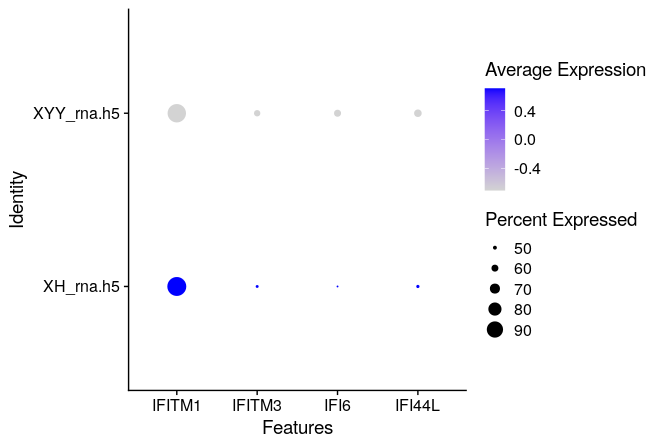 XYY_rna.h5
XH_rna.h5
Identity
IFITM1 IFITM3 IFI6 IFI44L
Features
Average Expression
0.4
0.0
-0.4
Percent Expressed
50
60
70
80
90